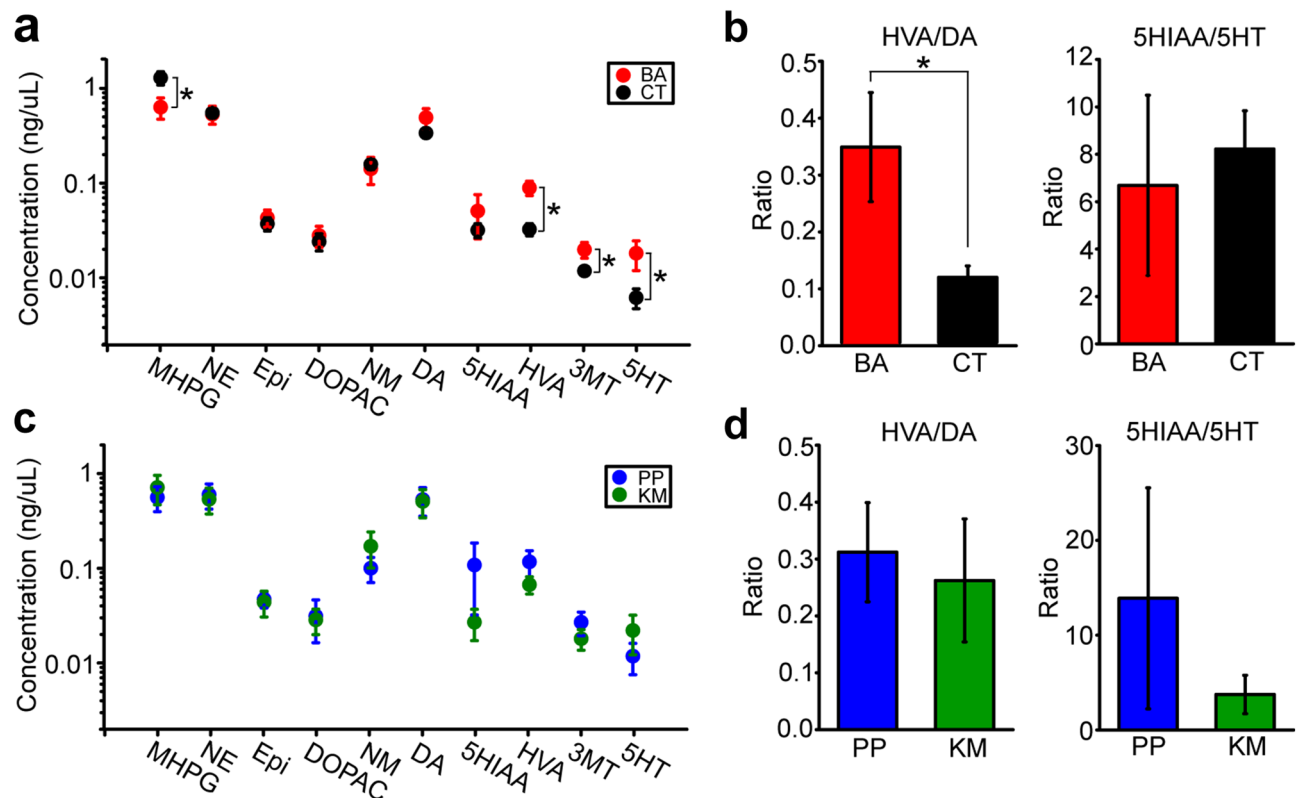 a
Concentration (ng/uL)
1
0.1
0.01
BA
CT
*
*
*
*
MHPG
NE
Epi
DOPAC
NM
DA
5HIAA
HVA
3MT
5HT
b
HVA/DA
Ratio
0.5
0.4
0.3
0.2
0.1
0.0
*
BA
CT
5HIAA/5HT
Ratio
12
10
8
6
4
2
0
BA
CT
c
Concentration (ng/uL)
1
0.1
0.01
PP
KM
MHPG
NE
Epi
DOPAC
NM
DA
5HIAA
HVA
3MT
5HT
d
HVA/DA
Ratio
0.5
0.4
0.3
0.2
0.1
0.0
PP
KM
5HIAA/5HT
Ratio
30
20
10
0
PP
KM